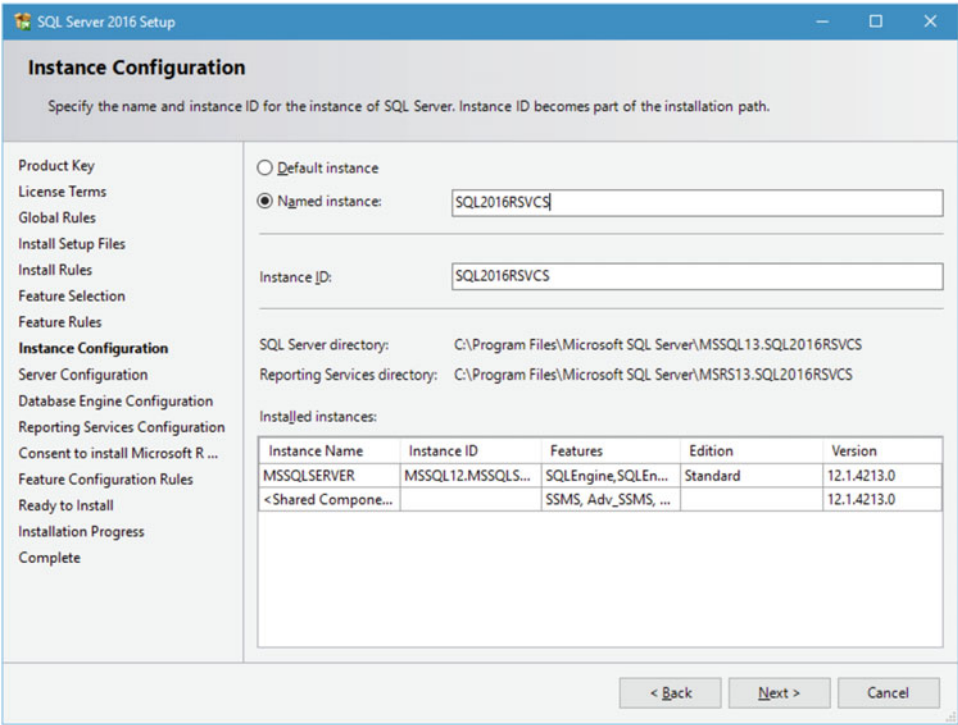 SQL Server 2016 Setup
Instance Configuration
Specify the name and instance ID for the instance of SQL Server. Instance ID becomes part of the installation path.
Product Key
License Terms
Global Rules
Install Setup Files
Install Rules
Feature Selection
Feature Rules
Instance Configuration
Server Configuration
Database Engine Configuration
Reporting Services Configuration
Consent to install Microsoft R ...
Feature Configuration Rules
Ready to Install
Installation Progress
Complete
Default instance
Named instance: SQL2016RSVCS
Instance ID: SQL2016RSVCS
SQL Server directory: C:\Program Files\Microsoft SQL Server\MSSQL13.SQL2016RSVCS
Reporting Services directory: C:\Program Files\Microsoft SQL Server\MSRS13.SQL2016RSVCS
Installed instances:
Instance Name Instance ID Features Edition Version
MSSQLSERVER MSSQL12.MSSQLS... SQLEngine,SQLEn... Standard 12.1.4213.0
<Shared Compone... SSMS, Adv_SSMS, ... 12.1.4213.0
< Back Next > Cancel